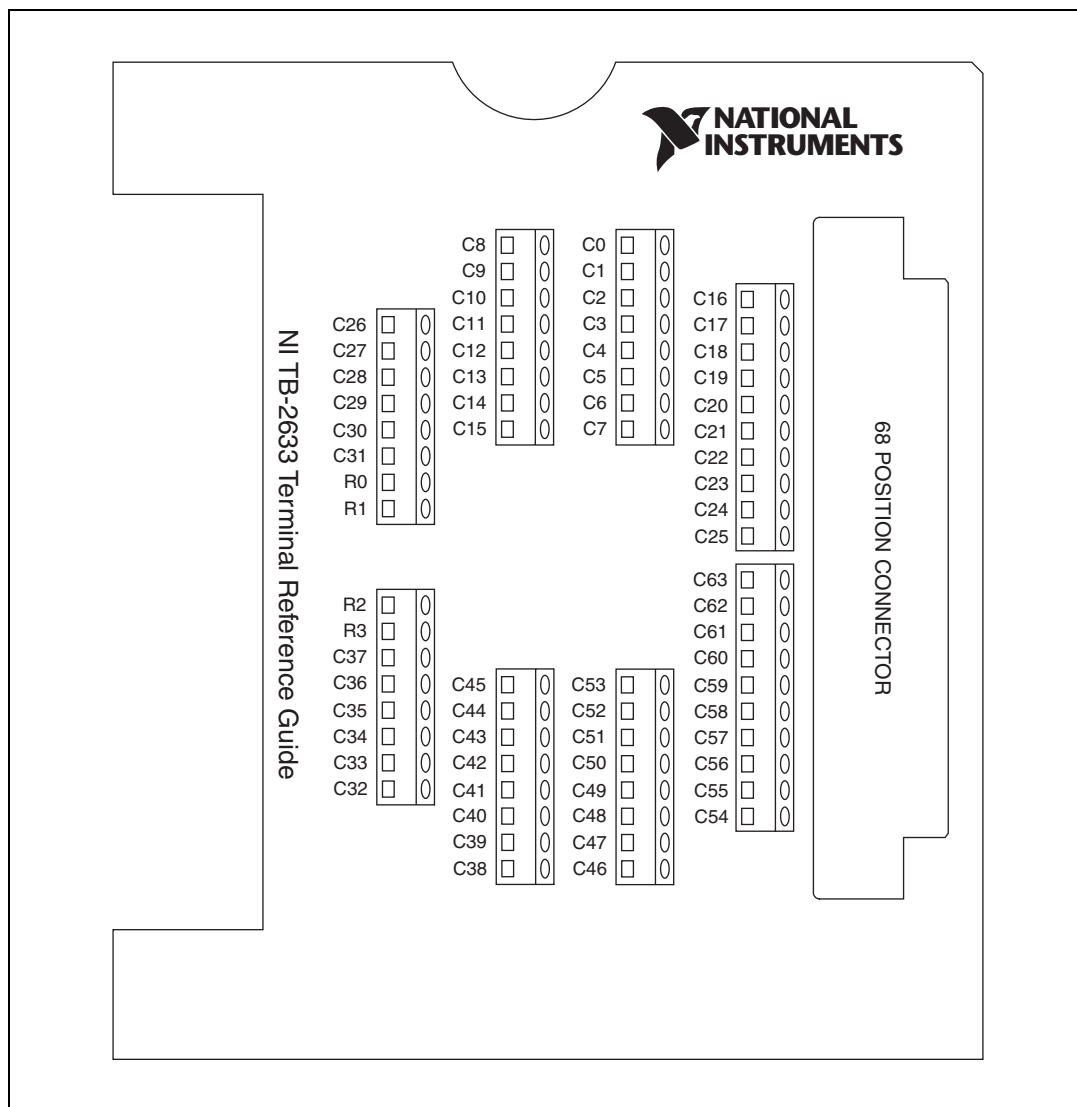 NATIONAL
INSTRUMENTS
NI TB-2633 Terminal Reference Guide
C26
C27
C28
C29
C30
C31
R0
R1
C8
C9
C10
C11
C12
C13
C14
C15
C0
C1
C2
C3
C4
C5
C6
C7
C16
C17
C18
C19
C20
C21
C22
C23
C24
C25
R2
R3
C37
C36
C35
C34
C33
C32
C45
C44
C43
C42
C41
C40
C39
C38
C53
C52
C51
C50
C49
C48
C47
C46
C63
C62
C61
C60
C59
C58
C57
C56
C55
C54
68 POSITION CONNECTOR